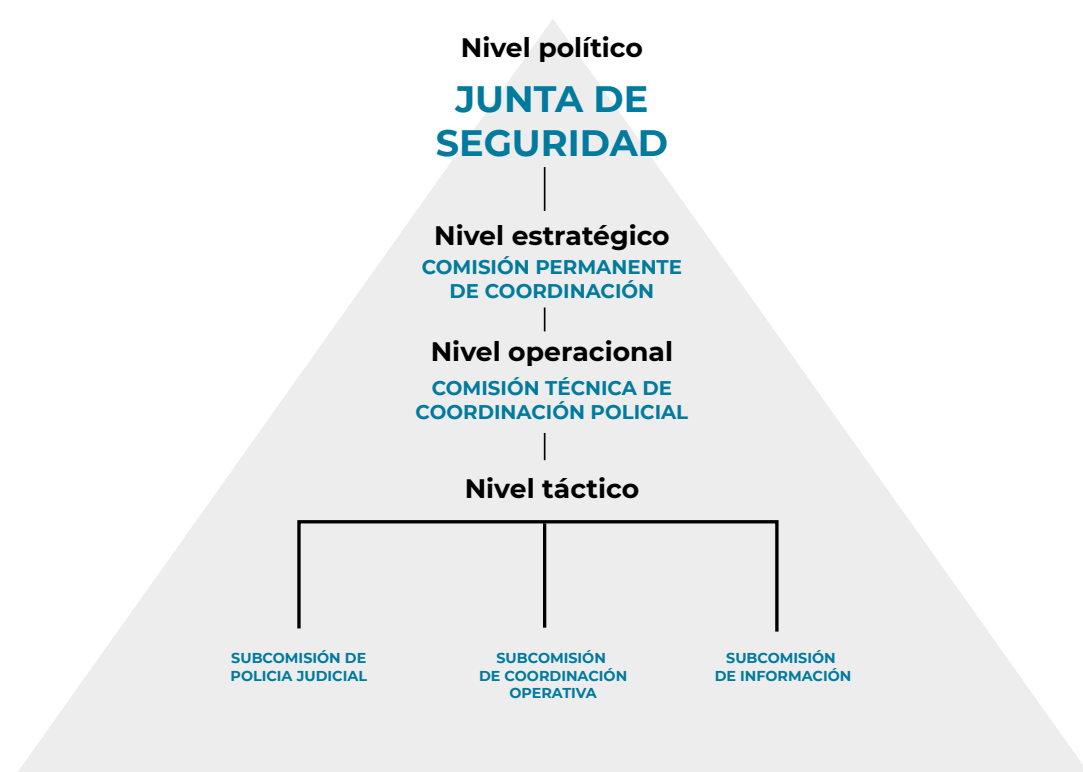 Nivel político
JUNTA DE
SEGURIDAD
Nivel estratégico
COMISIÓN PERMANENTE
DE COORDINACIÓN
Nivel operacional
COMISIÓN TÉCNICA DE
COORDINACIÓN POLICIAL
Nivel táctico
SUBCOMISIÓN DE
POLICIA JUDICIAL
SUBCOMISIÓN
DE COORDINACIÓN
OPERATIVA
SUBCOMISIÓN
DE INFORMACIÓN